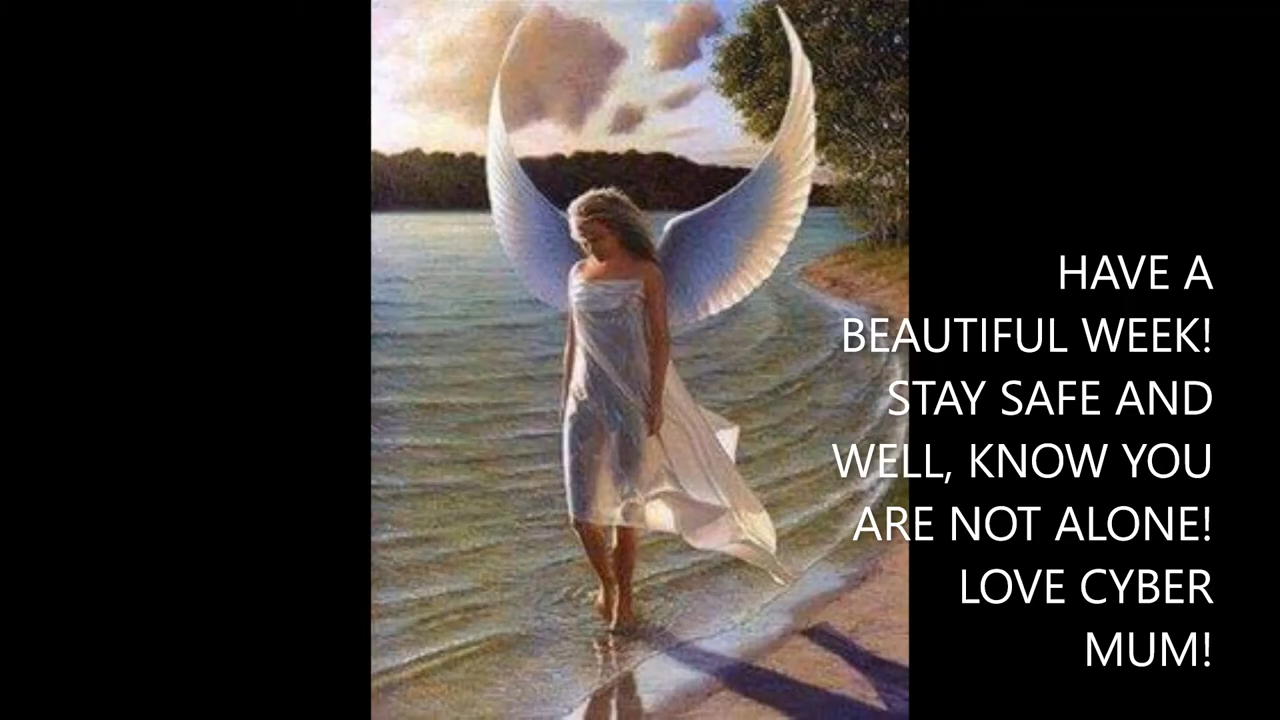 HAVE A
BEAUTIFUL WEEK!
STAY SAFE AND
WELL, KNOW YOU
ARE NOT ALONE!
LOVE CYBER
MUM!